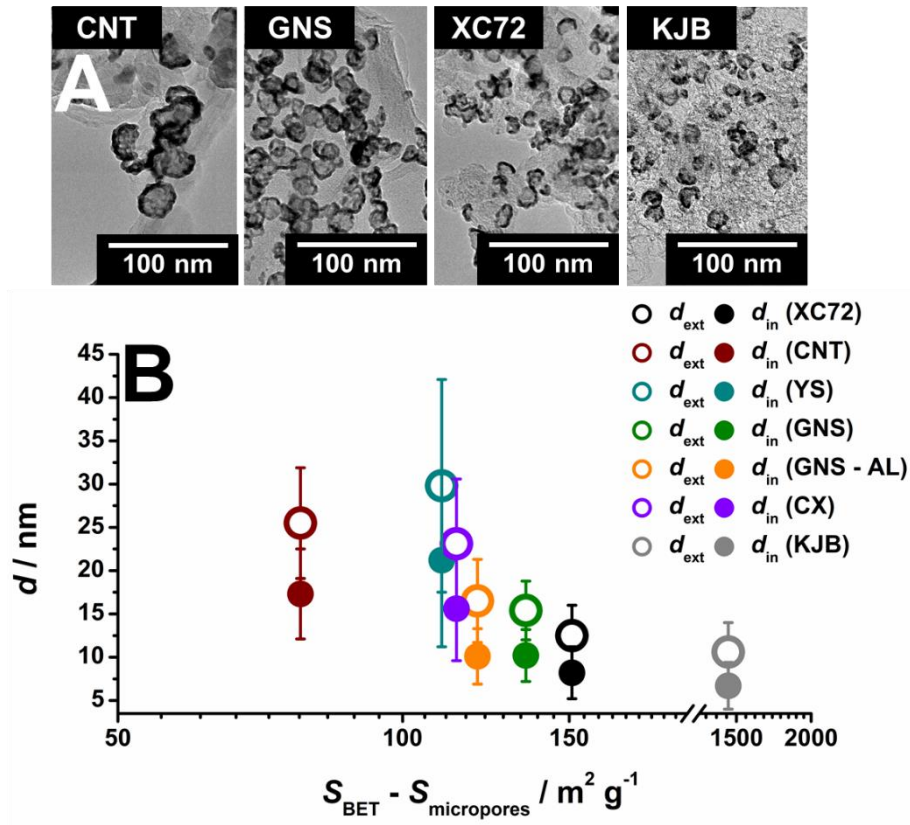 CNT GNS XC72 KJB
A
100 nm 100 nm 100 nm 100 nm
B
d_ext d_in (XC72)
d_ext d_in (CNT)
d_ext d_in (YS)
d_ext d_in (GNS)
d_ext d_in (GNS - AL)
d_ext d_in (CX)
d_ext d_in (KJB)
d / nm
45
40
35
30
25
20
15
10
5
50 100 150 1500 2000
S_BET - S_micropores / m² g⁻¹